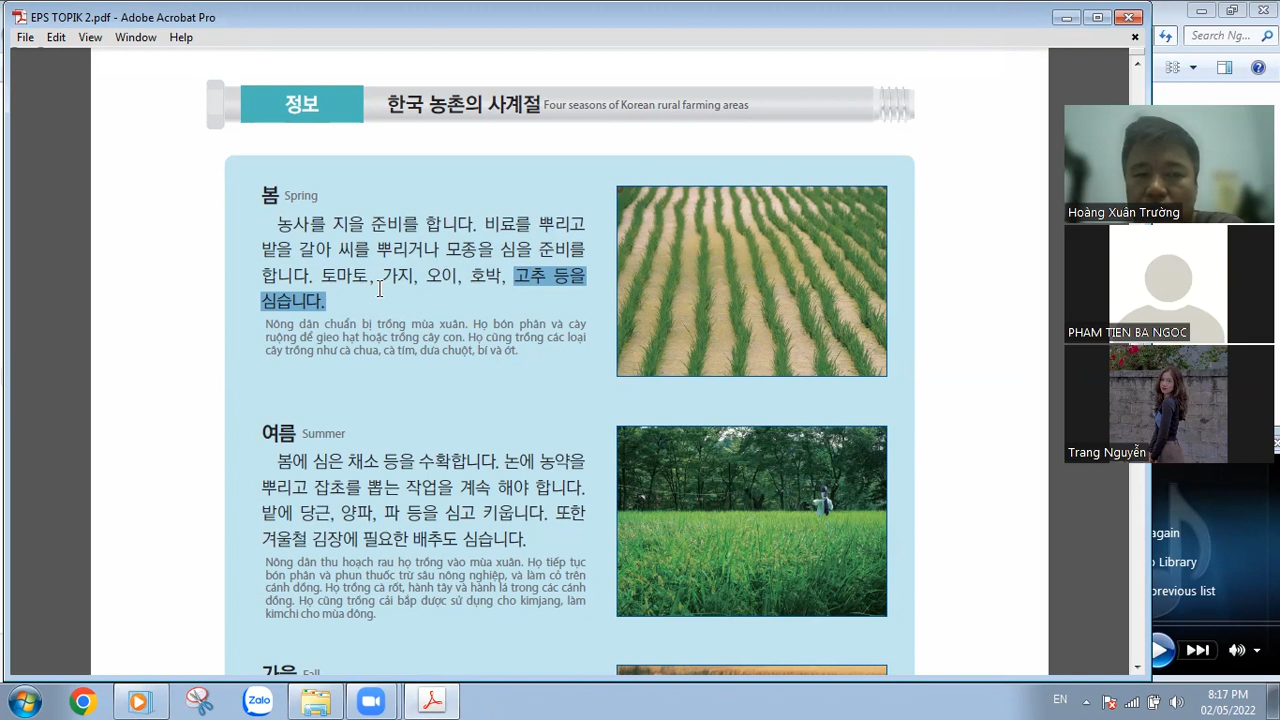 EPS TOPIK 2.pdf - Adobe Acrobat Pro
File Edit View Window Help
Search Ng...
정보
한국 농촌의 사계절 Four seasons of Korean rural farming areas
봄 Spring
농사를 지을 준비를 합니다. 비료를 뿌리고
밭을 갈아 씨를 뿌리거나 모종을 심을 준비를
합니다. 토마토, 가지, 오이, 호박, 고추 등을
심습니다.
Nông dân chuẩn bị trồng mùa xuân. Họ bón phân và cày
ruộng để gieo hạt hoặc trồng cây con. Họ cũng trồng các loại
cây trồng như cà chua, cà tím, dưa chuột, bí và ớt.
여름 Summer
봄에 심은 채소 등을 수확합니다. 논에 농약을
뿌리고 잡초를 뽑는 작업을 계속 해야 합니다.
밭에 당근, 양파, 파 등을 심고 키웁니다. 또한
겨울철 김장에 필요한 배추도 심습니다.
Nông dân thu hoạch rau họ trồng vào mùa xuân. Họ tiếp tục
bón phân và phun thuốc trừ sâu nông nghiệp, và làm cỏ trên
cánh đồng. Họ trồng cà rốt, hành tây và hành lá trong các cánh
đồng. Họ cũng trồng cải bắp được sử dụng cho kimjang, làm
kimchi cho mùa đông.
가을 Fall
Hoàng Xuân Trường
PHAM TIEN BA NGOC
Trang Nguyễn
again
Library
previous list
Zalo
EN
8:17 PM
02/05/2022